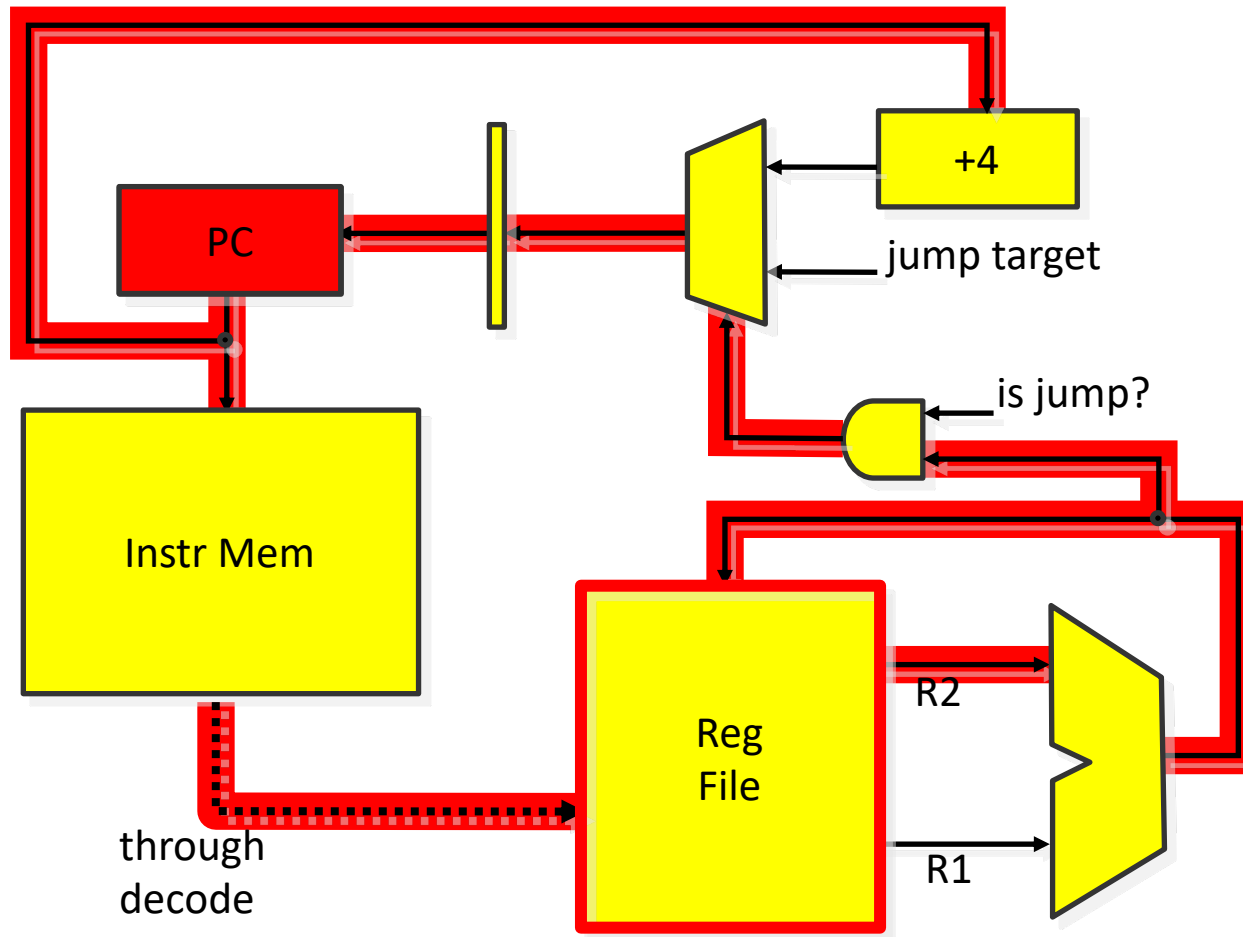 +4
PC
jump target
is jump?
Instr Mem
R2
Reg
File
through
decode
R1